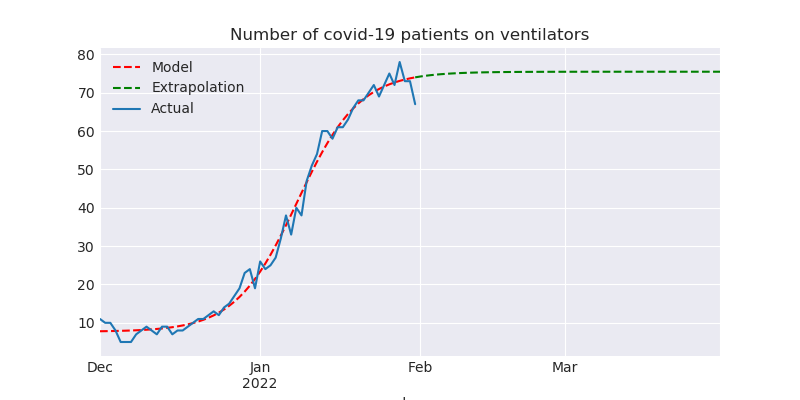 Number of covid-19 patients on ventilators
80
70
60
50
40
30
20
10
Model
Extrapolation
Actual
Dec
Jan
2022
Feb
Mar